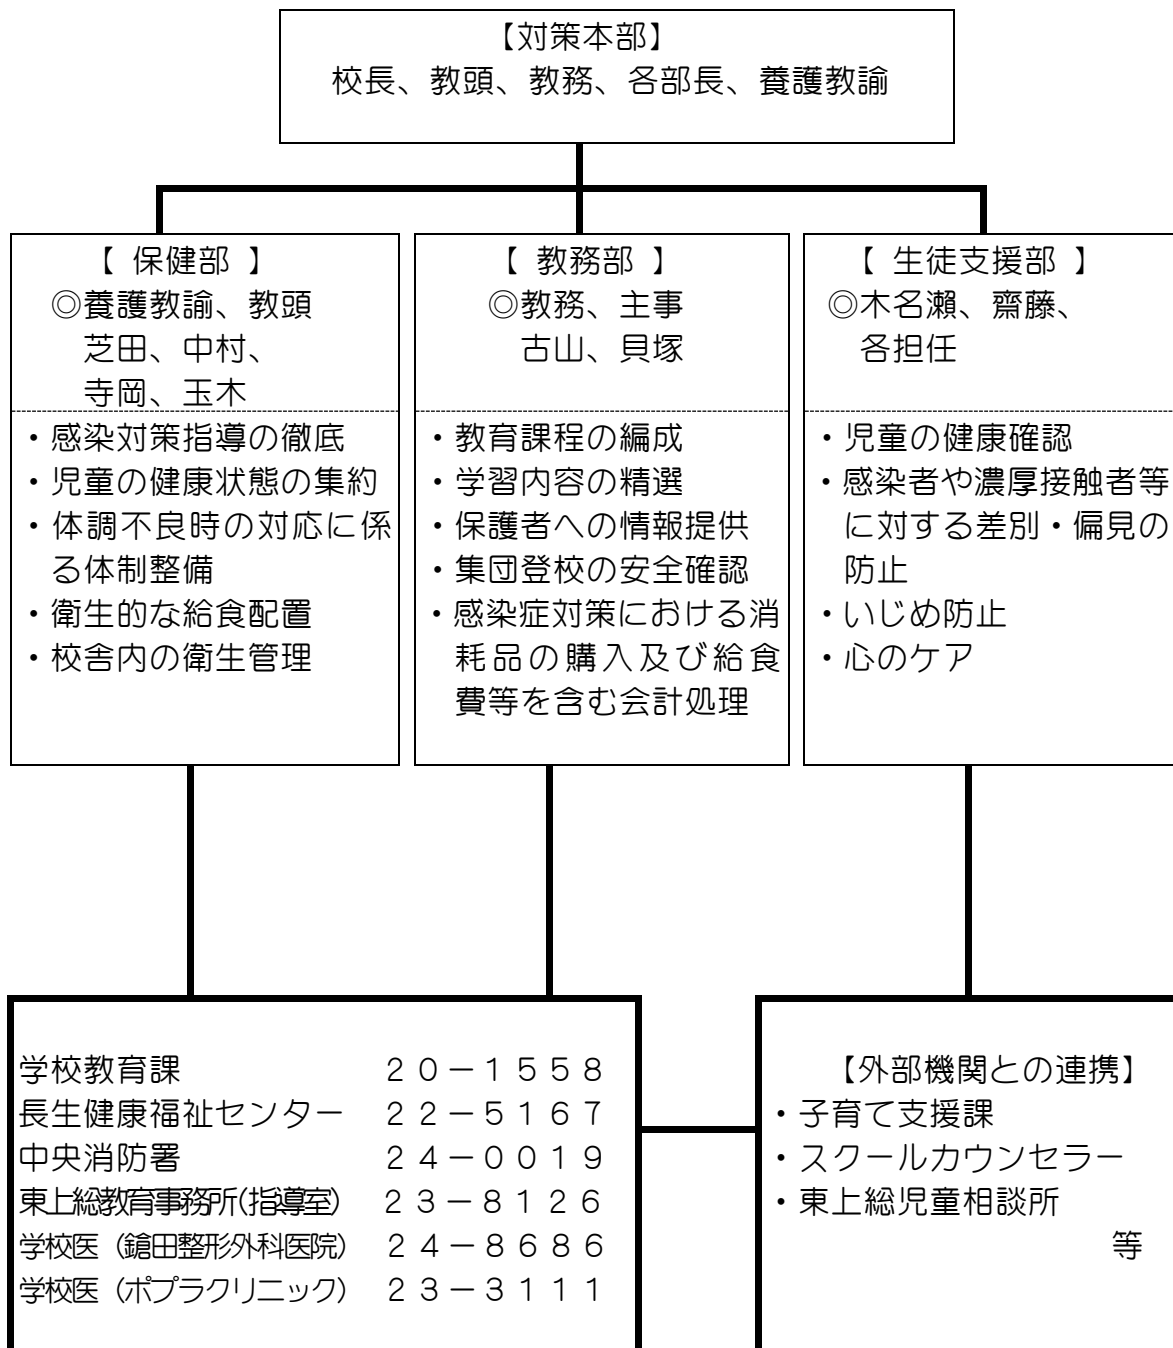 【対策本部】
校長、教頭、教務、各部長、養護教諭
【 保健部 】
◎養護教諭、教頭
芝田、中村、
寺岡、玉木
・感染対策指導の徹底
・児童の健康状態の集約
・体調不良時の対応に係
る体制整備
・衛生的な給食配置
・校舎内の衛生管理
【 教務部 】
◎教務、主事
古山、貝塚
・教育課程の編成
・学習内容の精選
・保護者への情報提供
・集団登校の安全確認
・感染症対策における消
耗品の購入及び給食
費等を含む会計処理
【 生徒支援部 】
◎木名瀨、齋藤、
各担任
・児童の健康確認
・感染者や濃厚接触者等
に対する差別・偏見の
防止
・いじめ防止
・心のケア
学校教育課 20-1558
長生健康福祉センター 22-5167
中央消防署 24-0019
東上総教育事務所(指導室) 23-8126
学校医（鎗田整形外科医院） 24-8686
学校医（ポプラクリニック） 23-3111
【外部機関との連携】
・子育て支援課
・スクールカウンセラー
・東上総児童相談所
等